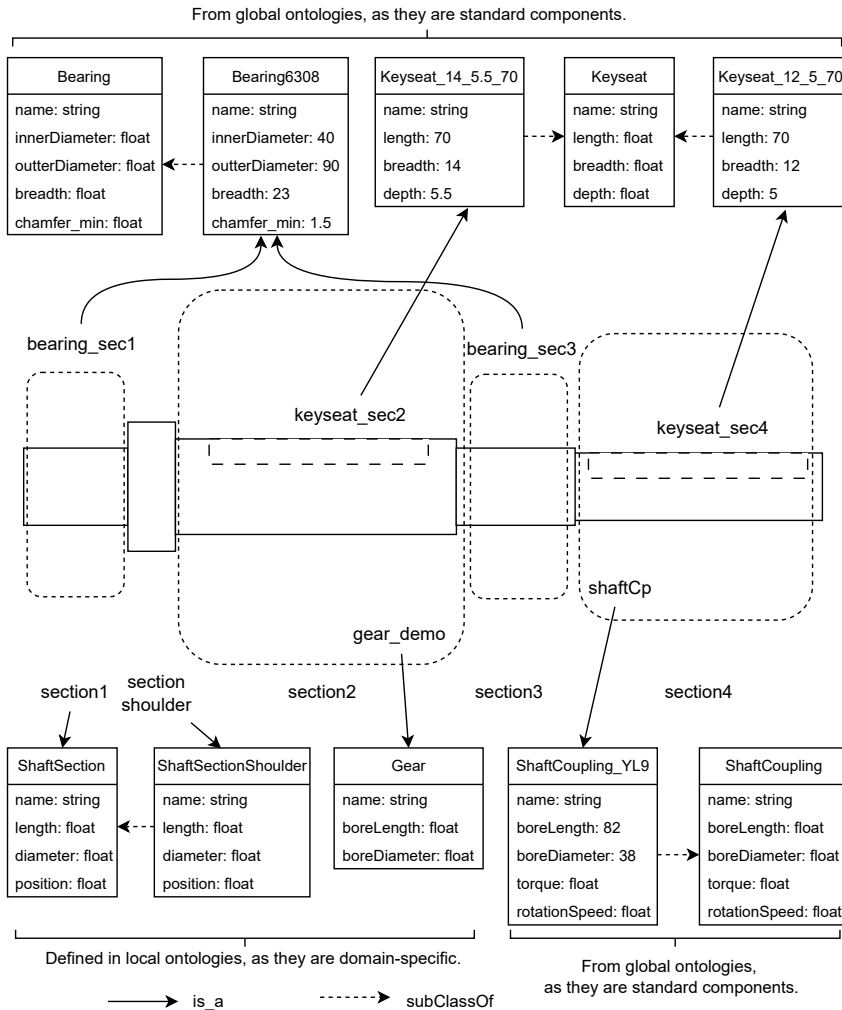 From global ontologies, as they are standard components.
Bearing
name: string
innerDiameter: float
outterDiameter: float
breadth: float
chamfer_min: float
Bearing6308
name: string
innerDiameter: 40
outterDiameter: 90
breadth: 23
chamfer_min: 1.5
Keyseat_14_5.5_70
name: string
length: 70
breadth: 14
depth: 5.5
Keyseat
name: string
length: float
breadth: float
depth: float
Keyseat_12_5_70
name: string
length: 70
breadth: 12
depth: 5
bearing_sec1
bearing_sec3
keyseat_sec2
keyseat_sec4
shaftCp
gear_demo
section1
section
shoulder
section2
section3
section4
ShaftSection
name: string
length: float
diameter: float
position: float
ShaftSectionShoulder
name: string
length: float
diameter: float
position: float
Gear
name: string
boreLength: float
boreDiameter: float
ShaftCoupling_YL9
name: string
boreLength: 82
boreDiameter: 38
torque: float
rotationSpeed: float
ShaftCoupling
name: string
boreLength: float
boreDiameter: float
torque: float
rotationSpeed: float
Defined in local ontologies, as they are domain-specific.
From global ontologies,
as they are standard components.
is_a
subClassOf